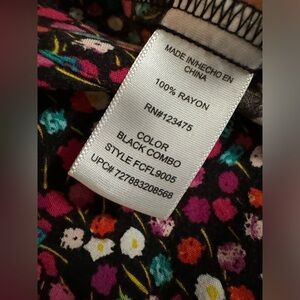 MADE IN/HECHO EN
CHINA
100% RAYON
RN#123475
COLOR
BLACK COMBO
STYLE FCFL9005
UPC# 727883208568